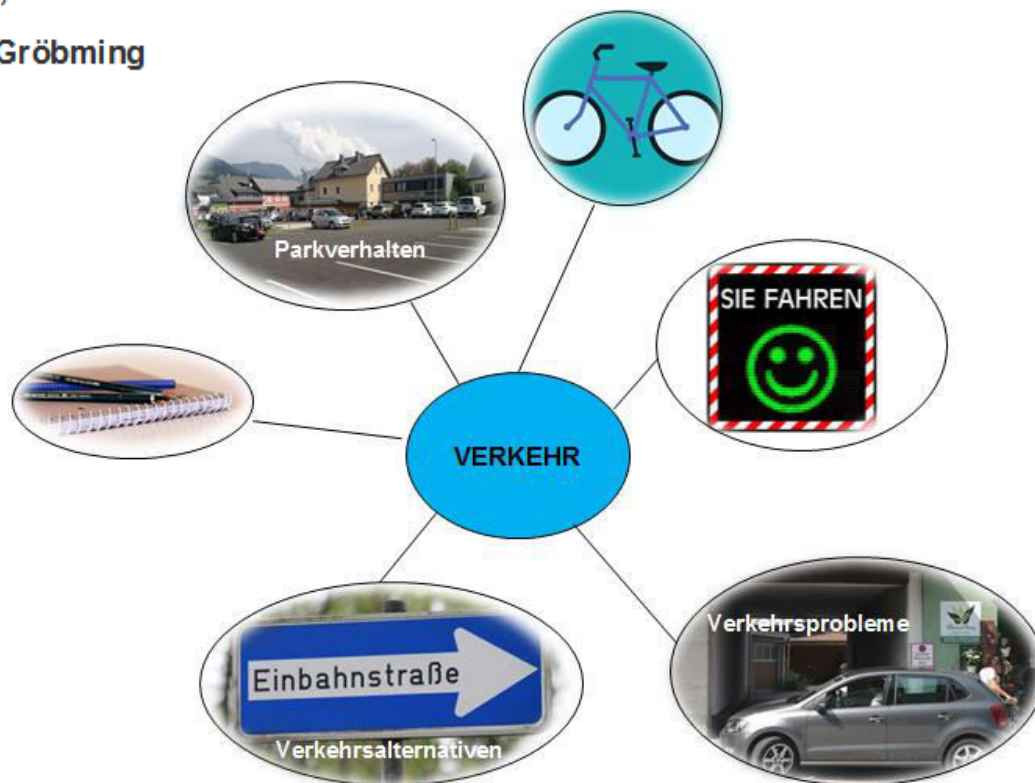 Gröbming
Parkverhalten
SIE FAHREN
VERKEHR
Verkehrsprobleme
Einbahnstraße
Verkehrsalternativen